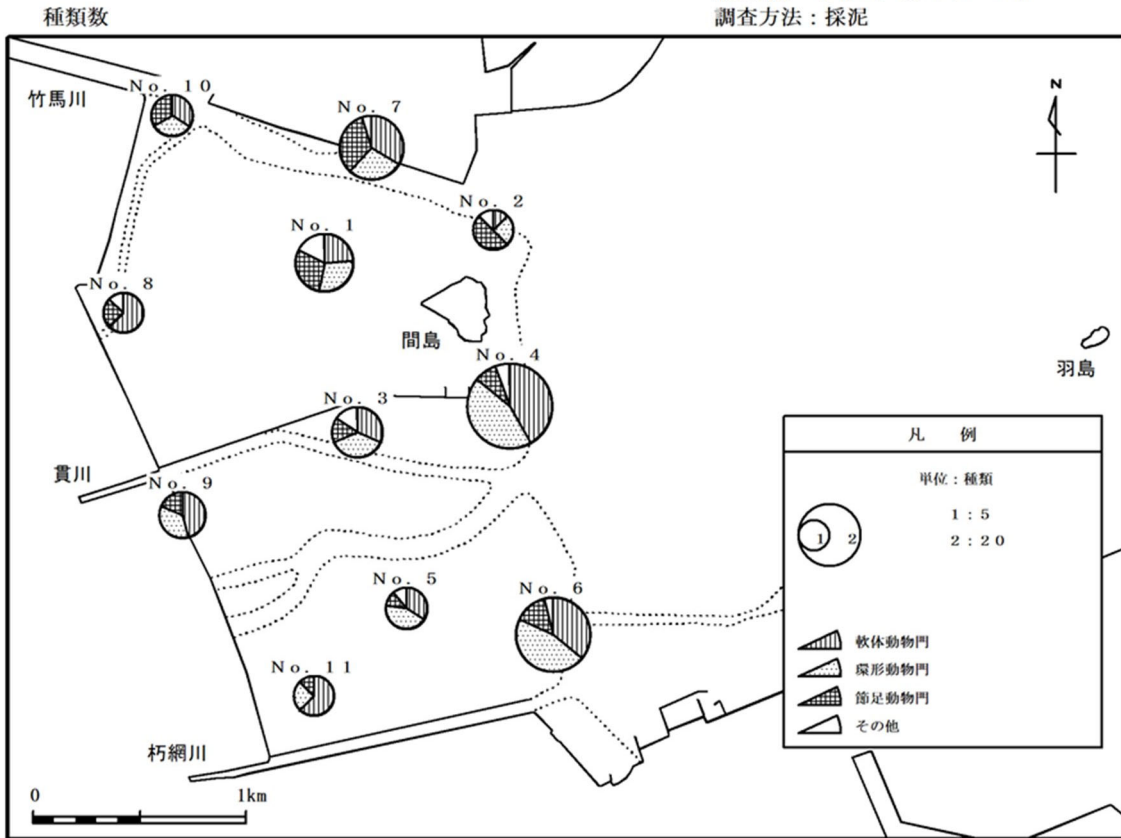 種類数
調査方法：採泥
竹馬川
No. 10
No. 7
N
No. 2
No. 1
No. 8
間島
No. 4
羽島
No. 3
貫川
No. 9
凡 例
単位：種類
1：5
2：20
1 2
No. 5
No. 6
軟体動物門
環形動物門
節足動物門
その他
No. 11
朽網川
0 1km